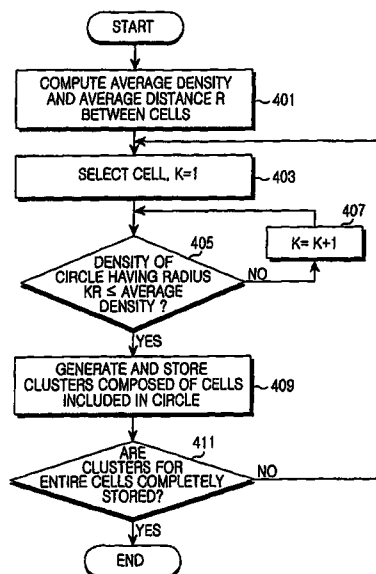 START
COMPUTE AVERAGE DENSITY
AND AVERAGE DISTANCE R
BETWEEN CELLS
401
SELECT CELL, K=1
403
407
K= K+1
405
DENSITY OF
CIRCLE HAVING RADIUS
KR ≤ AVERAGE
DENSITY ?
NO
YES
GENERATE AND STORE
CLUSTERS COMPOSED OF CELLS
INCLUDED IN CIRCLE
409
411
ARE
CLUSTERS FOR
ENTIRE CELLS COMPLETELY
STORED?
NO
YES
END